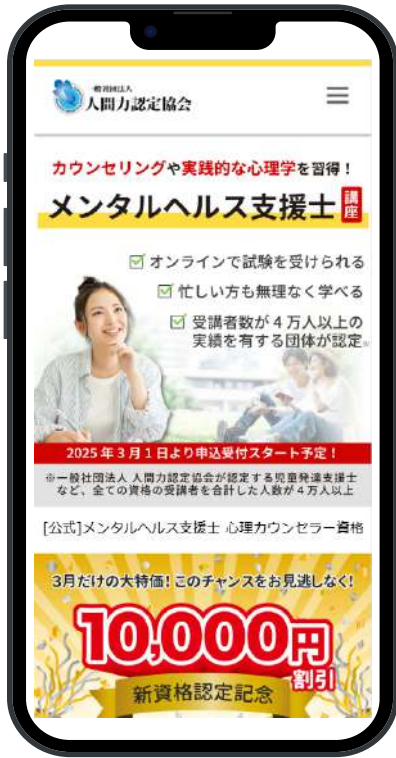 一般社団法人
人間力認定協会
カウンセリングや実践的な心理学を習得！
メンタルヘルス支援士 講座
オンラインで試験を受けられる
忙しい方も無理なく学べる
受講者数が４万人以上の
実績を有する団体が認定※
2025年３月１日より申込受付スタート予定！
※一般社団法人 人間力認定協会が認定する児童発達支援士
など、全ての資格の受講者を合計した人数が４万人以上
[公式]メンタルヘルス支援士 心理カウンセラー資格
3月だけの大特価！このチャンスをお見逃しなく！
10,000円
割引
新資格認定記念